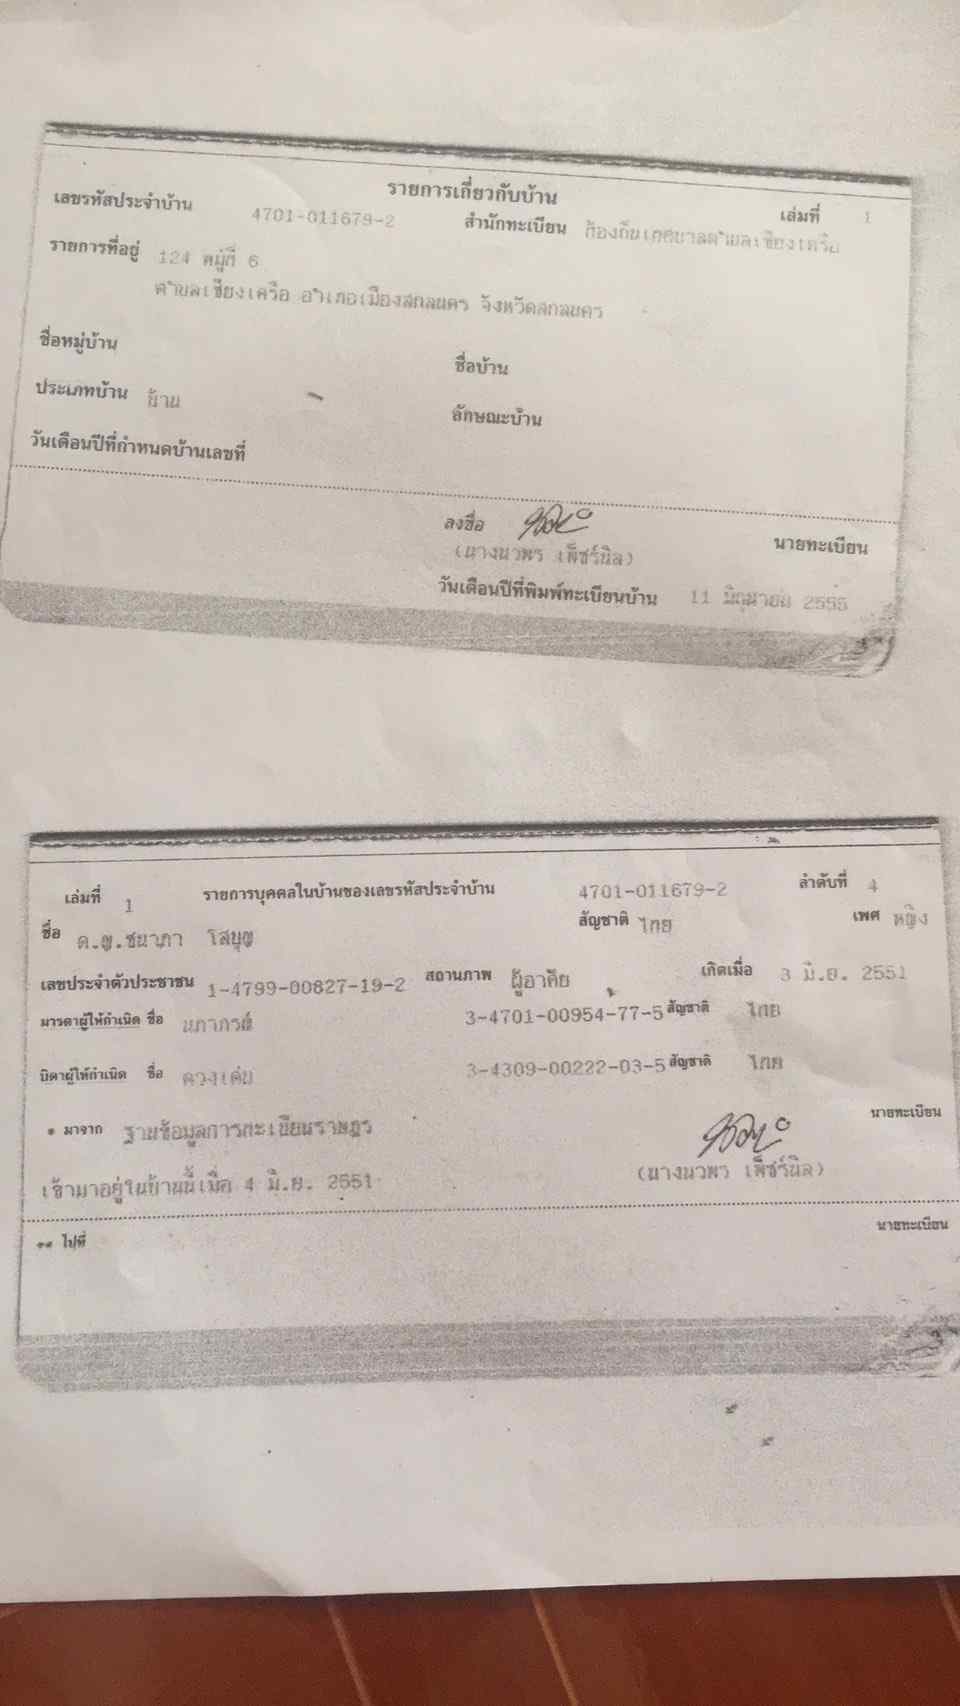 รายการเกี่ยวกับบ้าน
เล่มที่ 1
เลขรหัสประจำบ้าน 4701-011679-2 สำนักทะเบียน ท้องถิ่นเทศบาลตำบลเชียงเครือ
รายการที่อยู่ 124 หมู่ที่ 6
ตำบลเชียงเครือ อำเภอเมืองสกลนคร จังหวัดสกลนคร
ชื่อหมู่บ้าน ชื่อบ้าน
ประเภทบ้าน บ้าน ลักษณะบ้าน
วันเดือนปีที่กำหนดบ้านเลขที่
ลงชื่อ นายทะเบียน
(นางนวพร เพ็ชร์นิล)
วันเดือนปีที่พิมพ์ทะเบียนบ้าน 11 มิถุนายน 2555
เล่มที่ 1 รายการบุคคลในบ้านของเลขรหัสประจำบ้าน 4701-011679-2 ลำดับที่ 4
ชื่อ ด.ญ.ชนาภา โสบุญ สัญชาติ ไทย เพศ หญิง
เลขประจำตัวประชาชน 1-4799-00827-19-2 สถานภาพ ผู้อาศัย เกิดเมื่อ 3 มิ.ย. 2551
มารดาผู้ให้กำเนิด ชื่อ นภาภรณ์ 3-4701-00954-77-5 สัญชาติ ไทย
บิดาผู้ให้กำเนิด ชื่อ ดวงเด่น 3-4309-00222-03-5 สัญชาติ ไทย
* มาจาก ฐานข้อมูลการทะเบียนราษฎร นายทะเบียน
(นางนวพร เพ็ชร์นิล)
เข้ามาอยู่ในบ้านนี้เมื่อ 4 มิ.ย. 2551
** ไปที่ นายทะเบียน